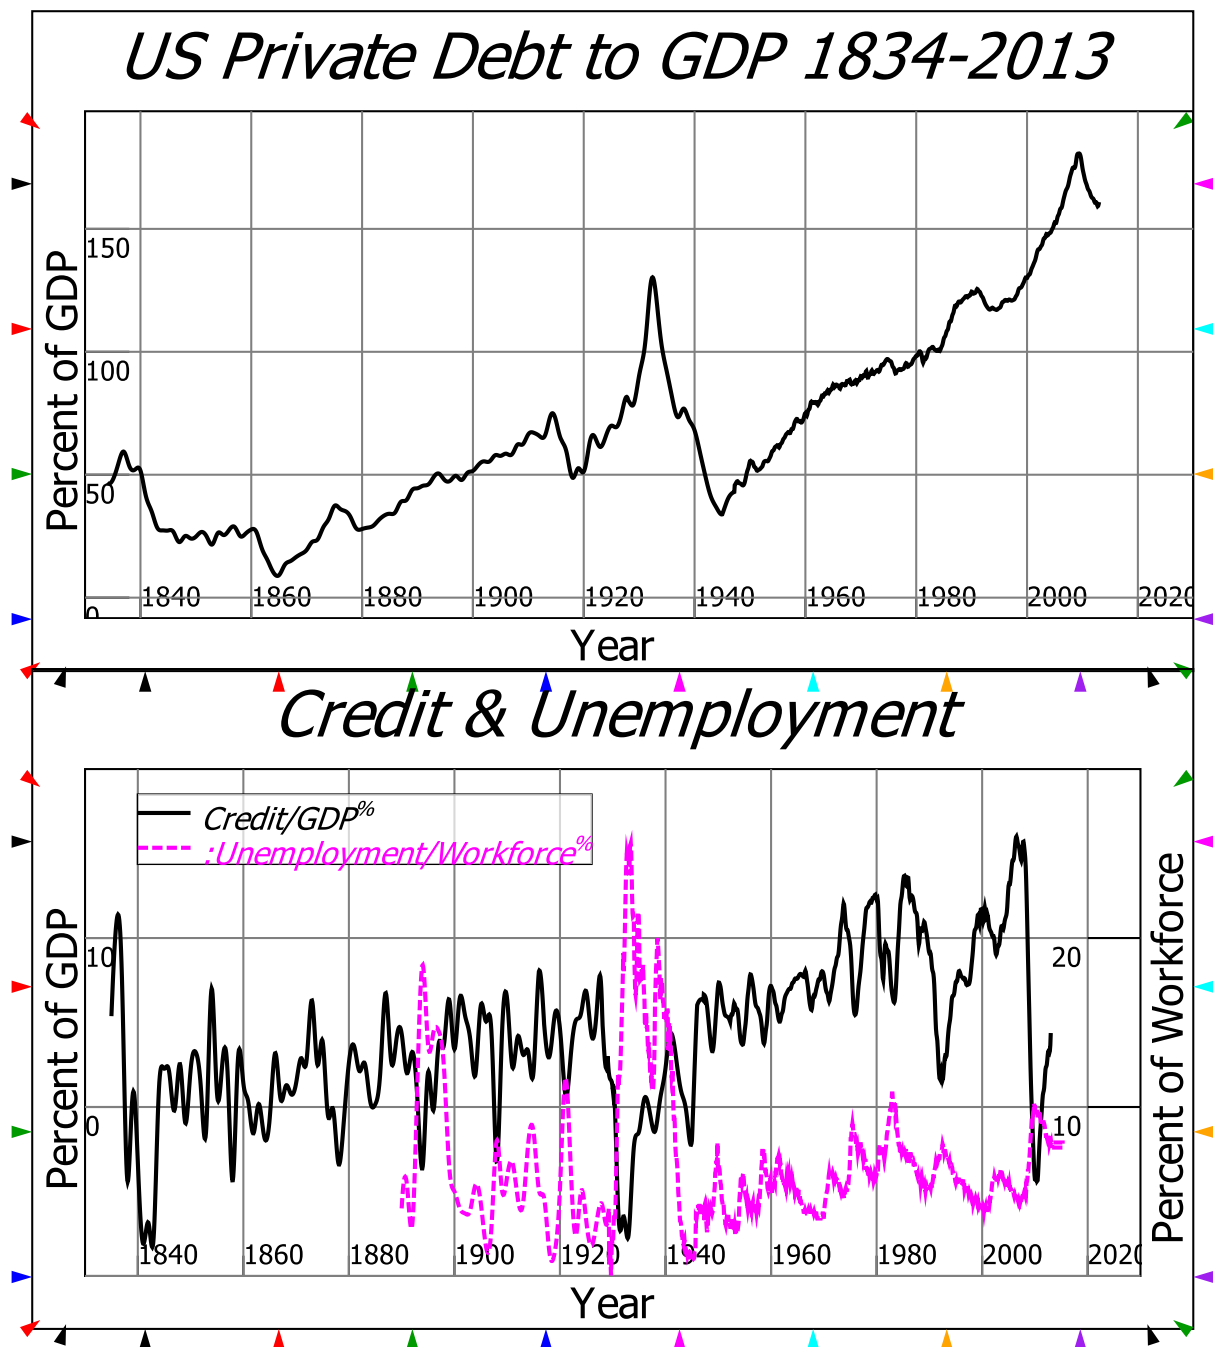 US Private Debt to GDP 1834-2013
Percent of GDP
150
100
50
0
1840 1860 1880 1900 1920 1940 1960 1980 2000 2020
Year
Credit & Unemployment
Credit/GDP%
:Unemployment/Workforce%
Percent of GDP
10
0
20
10
Percent of Workforce
1840 1860 1880 1900 1920 1940 1960 1980 2000 2020
Year